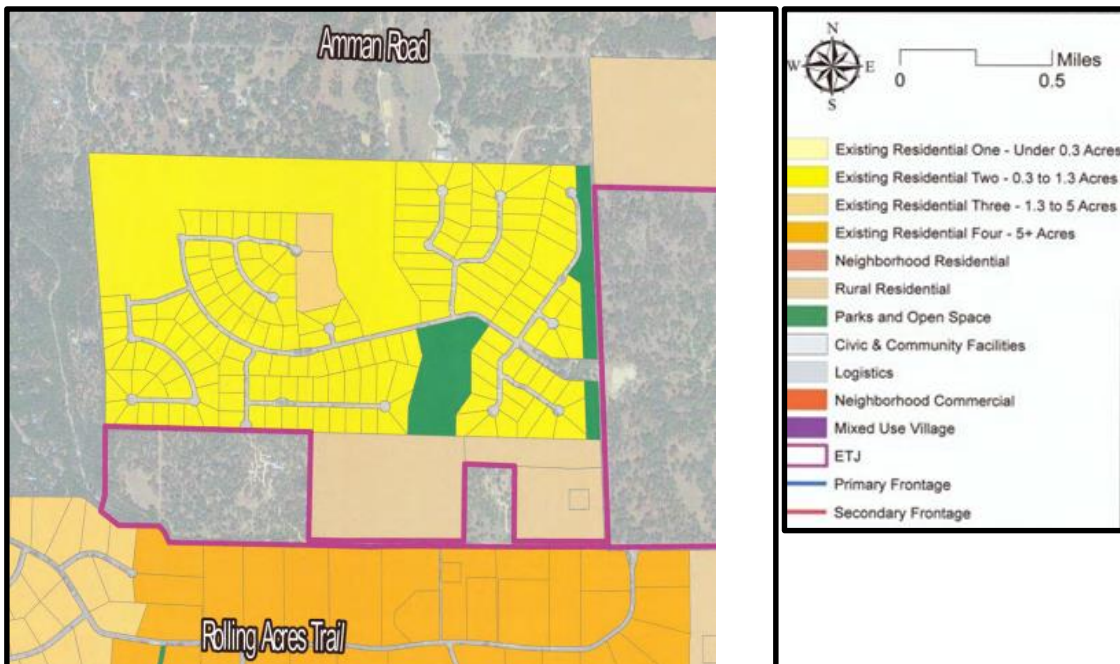 Amman Road
Rolling Acres Trail
N
W E
S
Miles
0 0.5
Existing Residential One - Under 0.3 Acres
Existing Residential Two - 0.3 to 1.3 Acres
Existing Residential Three - 1.3 to 5 Acres
Existing Residential Four - 5+ Acres
Neighborhood Residential
Rural Residential
Parks and Open Space
Civic & Community Facilities
Logistics
Neighborhood Commercial
Mixed Use Village
ETJ
Primary Frontage
Secondary Frontage